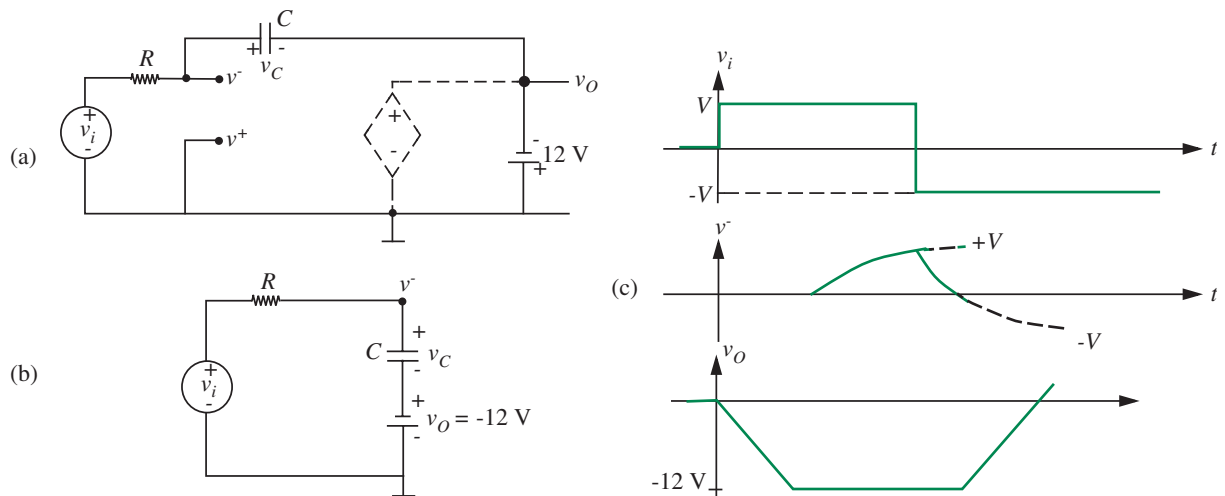 (a)
R
C
+ -
v_C
v^-
v^+
+
v_i
-
+
-
v_O
-
12 V
+
(b)
R
v^-
+
v_i
-
C
+
v_C
-
+
v_O = -12 V
-
(c)
v_i
V
-V
t
v^-
+V
-V
t
v_O
-12 V